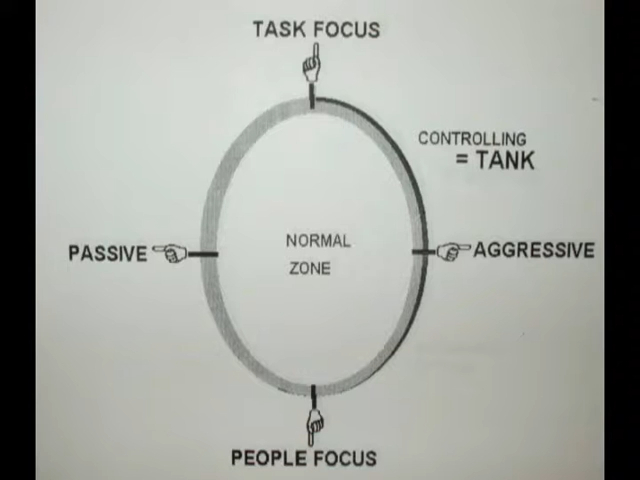 TASK FOCUS
CONTROLLING
= TANK
NORMAL
ZONE
PASSIVE
AGGRESSIVE
PEOPLE FOCUS